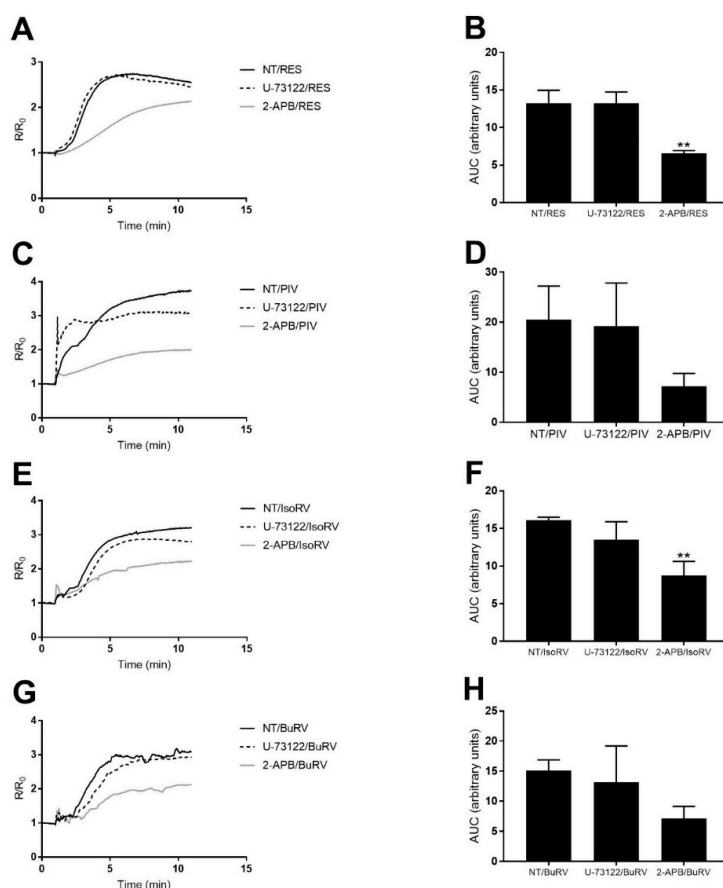 A
R/R0
3
2
1
0
0
5
10
15
Time (min)
NT/RES
U-73122/RES
2-APB/RES
B
AUC (arbitrary units)
20
15
10
5
0
**
NT/RES
U-73122/RES
2-APB/RES
C
R/R0
4
3
2
1
0
0
5
10
15
Time (min)
NT/PIV
U-73122/PIV
2-APB/PIV
D
AUC (arbitrary units)
30
20
10
0
NT/PIV
U-73122/PIV
2-APB/PIV
E
R/R0
4
3
2
1
0
0
5
10
15
Time (min)
NT/IsoRV
U-73122/IsoRV
2-APB/IsoRV
F
AUC (arbitrary units)
20
15
10
5
0
**
NT/IsoRV
U-73122/IsoRV
2-APB/IsoRV
G
R/R0
4
3
2
1
0
0
5
10
15
Time (min)
NT/BuRV
U-73122/BuRV
2-APB/BuRV
H
AUC (arbitrary units)
25
20
15
10
5
0
NT/BuRV
U-73122/BuRV
2-APB/BuRV